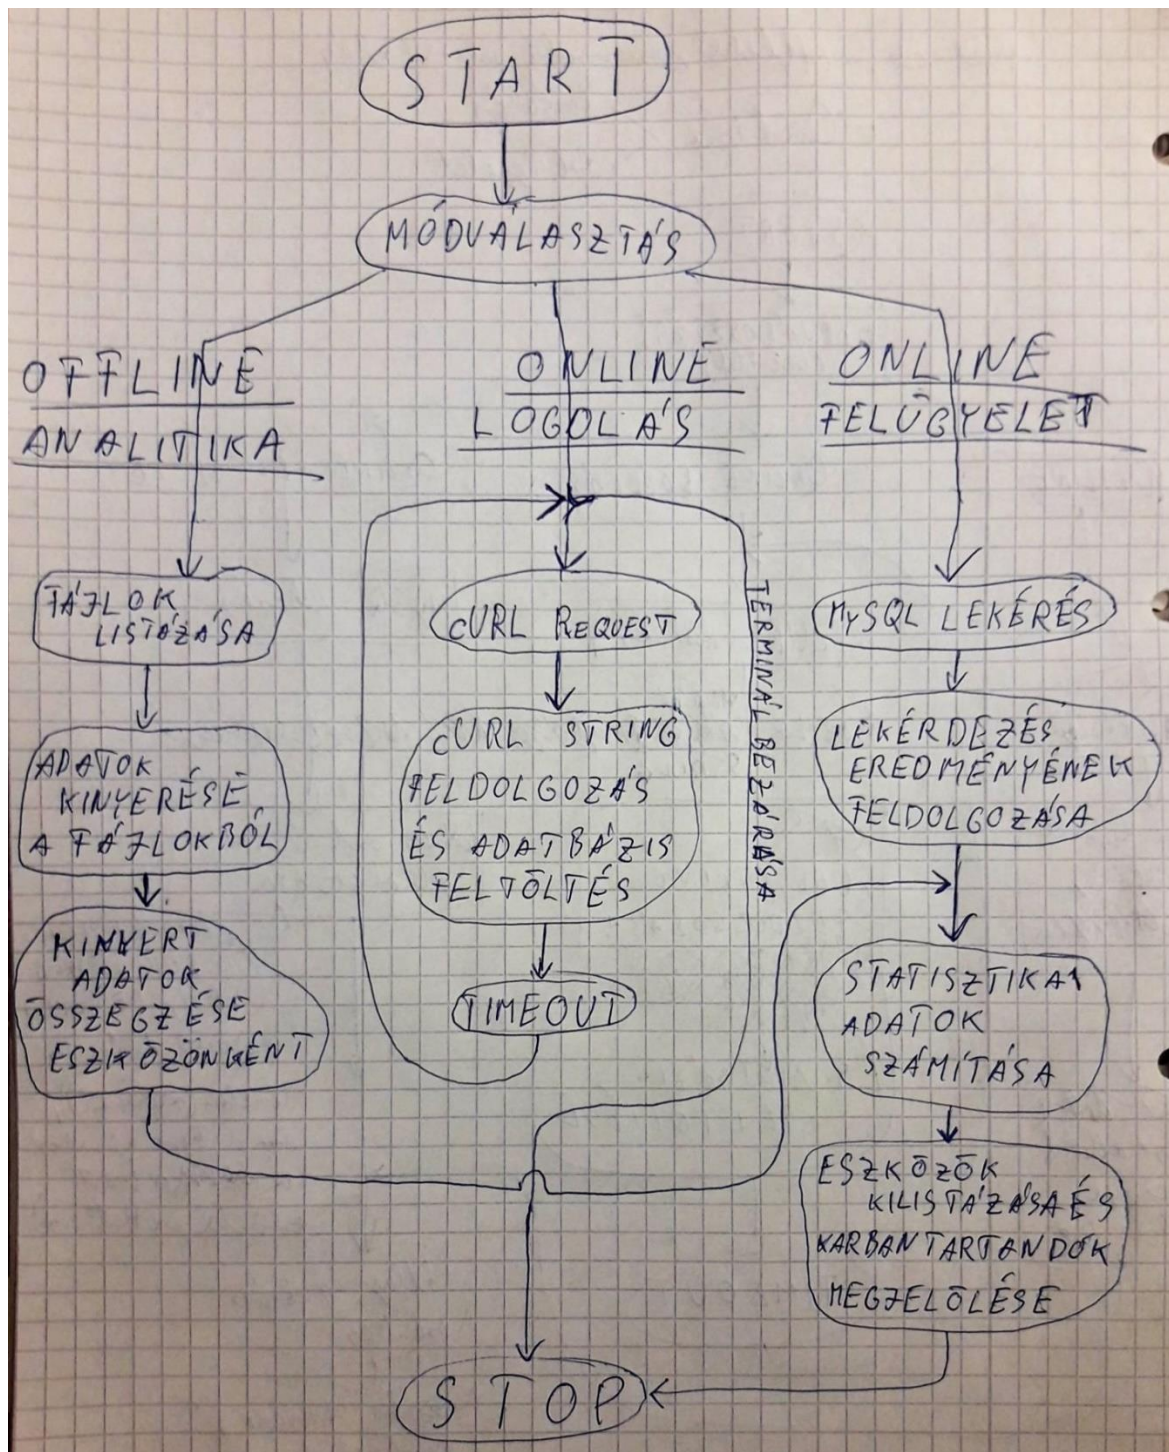 START
MÓDVÁLASZTÁS
OFFLINE
ANALITIKA
FÁJLOK
LISTÁZÁSA
ADATOK
KINYERÉSE
A FÁJLOKBÓL
KINYERT
ADATOK
ÖSSZEGZÉSE
ESZKÖZÖNKÉNT
ONLINE
LOGOLÁS
cURL REQUEST
cURL STRING
FELDOLGOZÁS
ÉS ADATBÁZIS
FELTÖLTÉS
TIMEOUT
TERMINÁL BEZÁRÁSA
ONLINE
FELÜGYELET
MySQL LEKÉRÉS
LEKÉRDEZÉS
EREDMÉNYÉNEK
FELDOLGOZÁSA
STATISZTIKAI
ADATOK
SZÁMÍTÁSA
ESZKÖZÖK
KILISTÁZÁSA ÉS
KARBANTARTANDÓK
MEGJELÖLÉSE
STOP